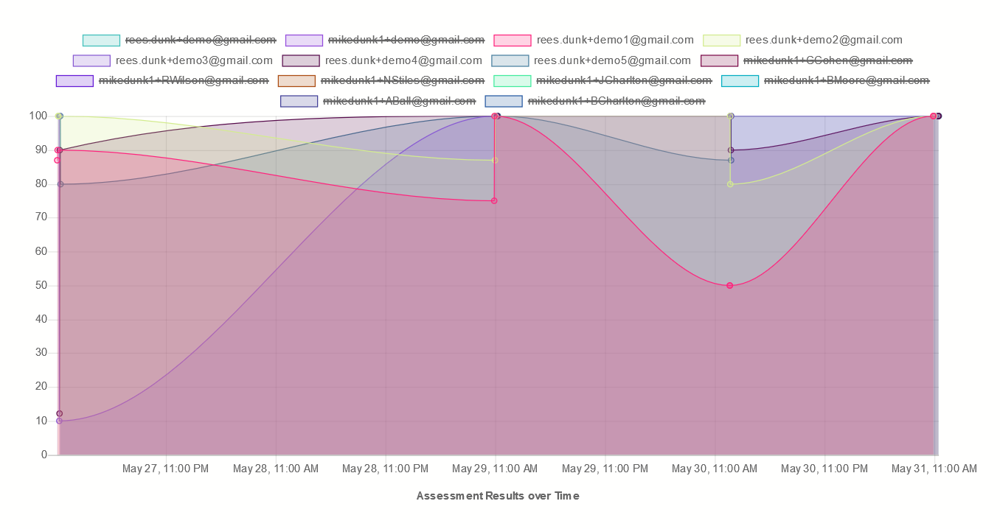 rees.dunk+demo@gmail.com mikedunk1+demo@gmail.com rees.dunk+demo1@gmail.com rees.dunk+demo2@gmail.com
rees.dunk+demo3@gmail.com rees.dunk+demo4@gmail.com rees.dunk+demo5@gmail.com mikedunk1+GCohen@gmail.com
mikedunk1+RWilson@gmail.com mikedunk1+NStiles@gmail.com mikedunk1+JCharlton@gmail.com mikedunk1+BMoore@gmail.com
mikedunk1+ABall@gmail.com mikedunk1+BCharlton@gmail.com
100
90
80
70
60
50
40
30
20
10
0
May 27, 11:00 PM May 28, 11:00 AM May 28, 11:00 PM May 29, 11:00 AM May 29, 11:00 PM May 30, 11:00 AM May 30, 11:00 PM May 31, 11:00 AM
Assessment Results over Time